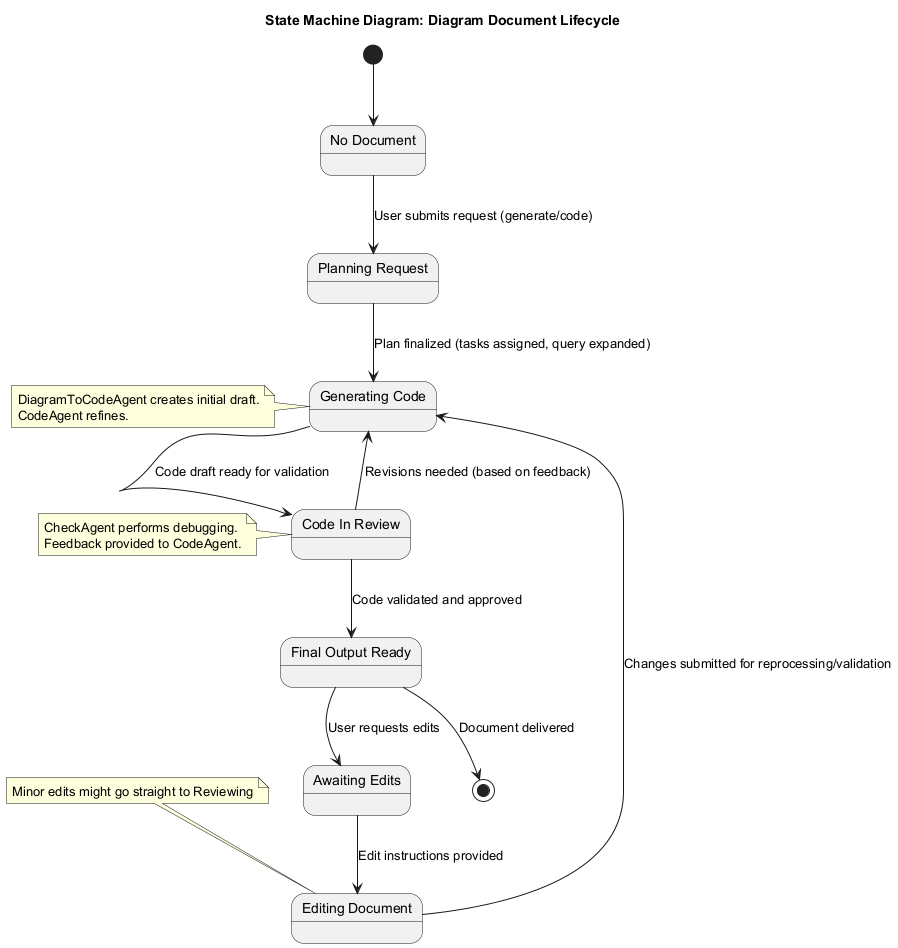 State Machine Diagram: Diagram Document Lifecycle
No Document
User submits request (generate/code)
Planning Request
Plan finalized (tasks assigned, query expanded)
Generating Code
DiagramToCodeAgent creates initial draft.
CodeAgent refines.
Code draft ready for validation
Revisions needed (based on feedback)
Code In Review
CheckAgent performs debugging.
Feedback provided to CodeAgent.
Code validated and approved
Final Output Ready
Changes submitted for reprocessing/validation
User requests edits
Document delivered
Awaiting Edits
Minor edits might go straight to Reviewing
Edit instructions provided
Editing Document